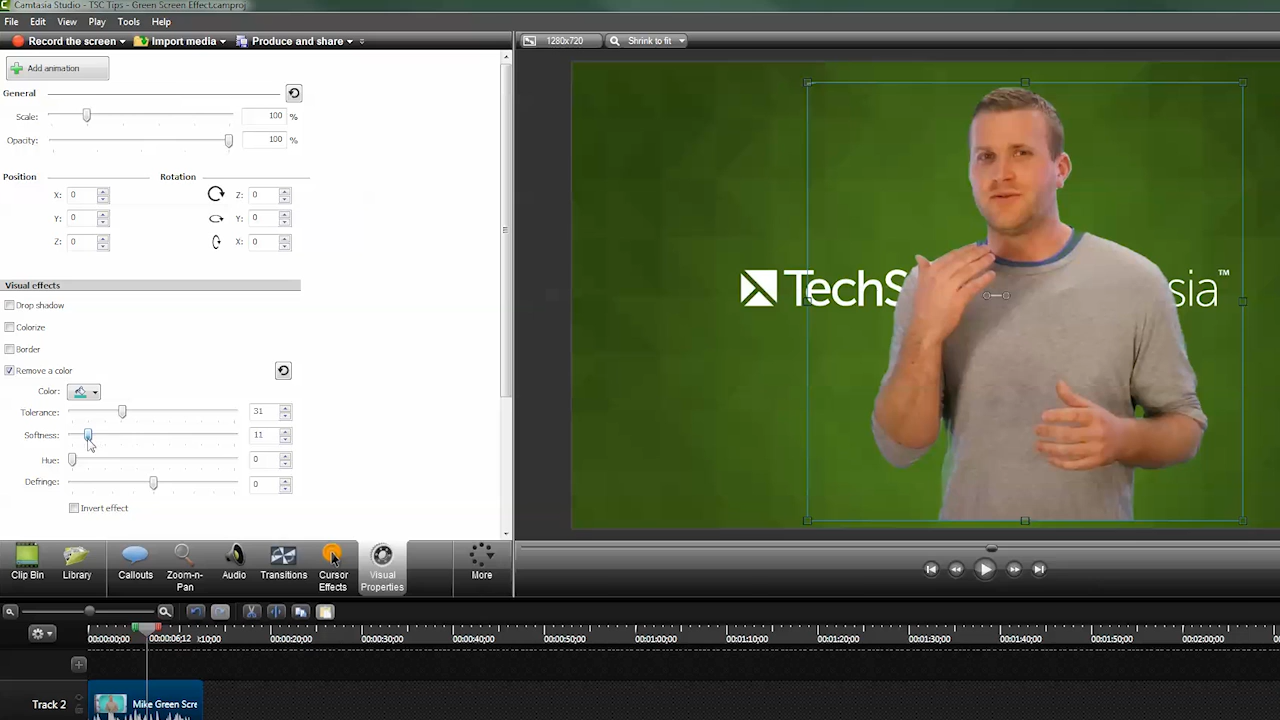 Camtasia Studio - TSC Tips - Green Screen Effect.camproj
File Edit View Play Tools Help
Record the screen Import media Produce and share
1280x720 Shrink to fit
Add animation
General
Scale: 100 %
Opacity: 100 %
Position Rotation
X: 0 Z: 0
Y: 0 Y: 0
Z: 0 X: 0
Visual effects
Drop shadow
Colorize
Border
Remove a color
Color:
Tolerance: 31
Softness: 11
Hue: 0
Defringe: 0
Invert effect
TechS
sia™
Clip Bin Library Callouts Zoom-n-Pan Audio Transitions Cursor Effects Visual Properties More
00:00:00;00 00:00:06;12 :10;00 00:00:20;00 00:00:30;00 00:00:40;00 00:00:50;00 00:01:00;00 00:01:10;00 00:01:20;00 00:01:30;00 00:01:40;00 00:01:50;00 00:02:00;00
Track 2 Mike Green Scre